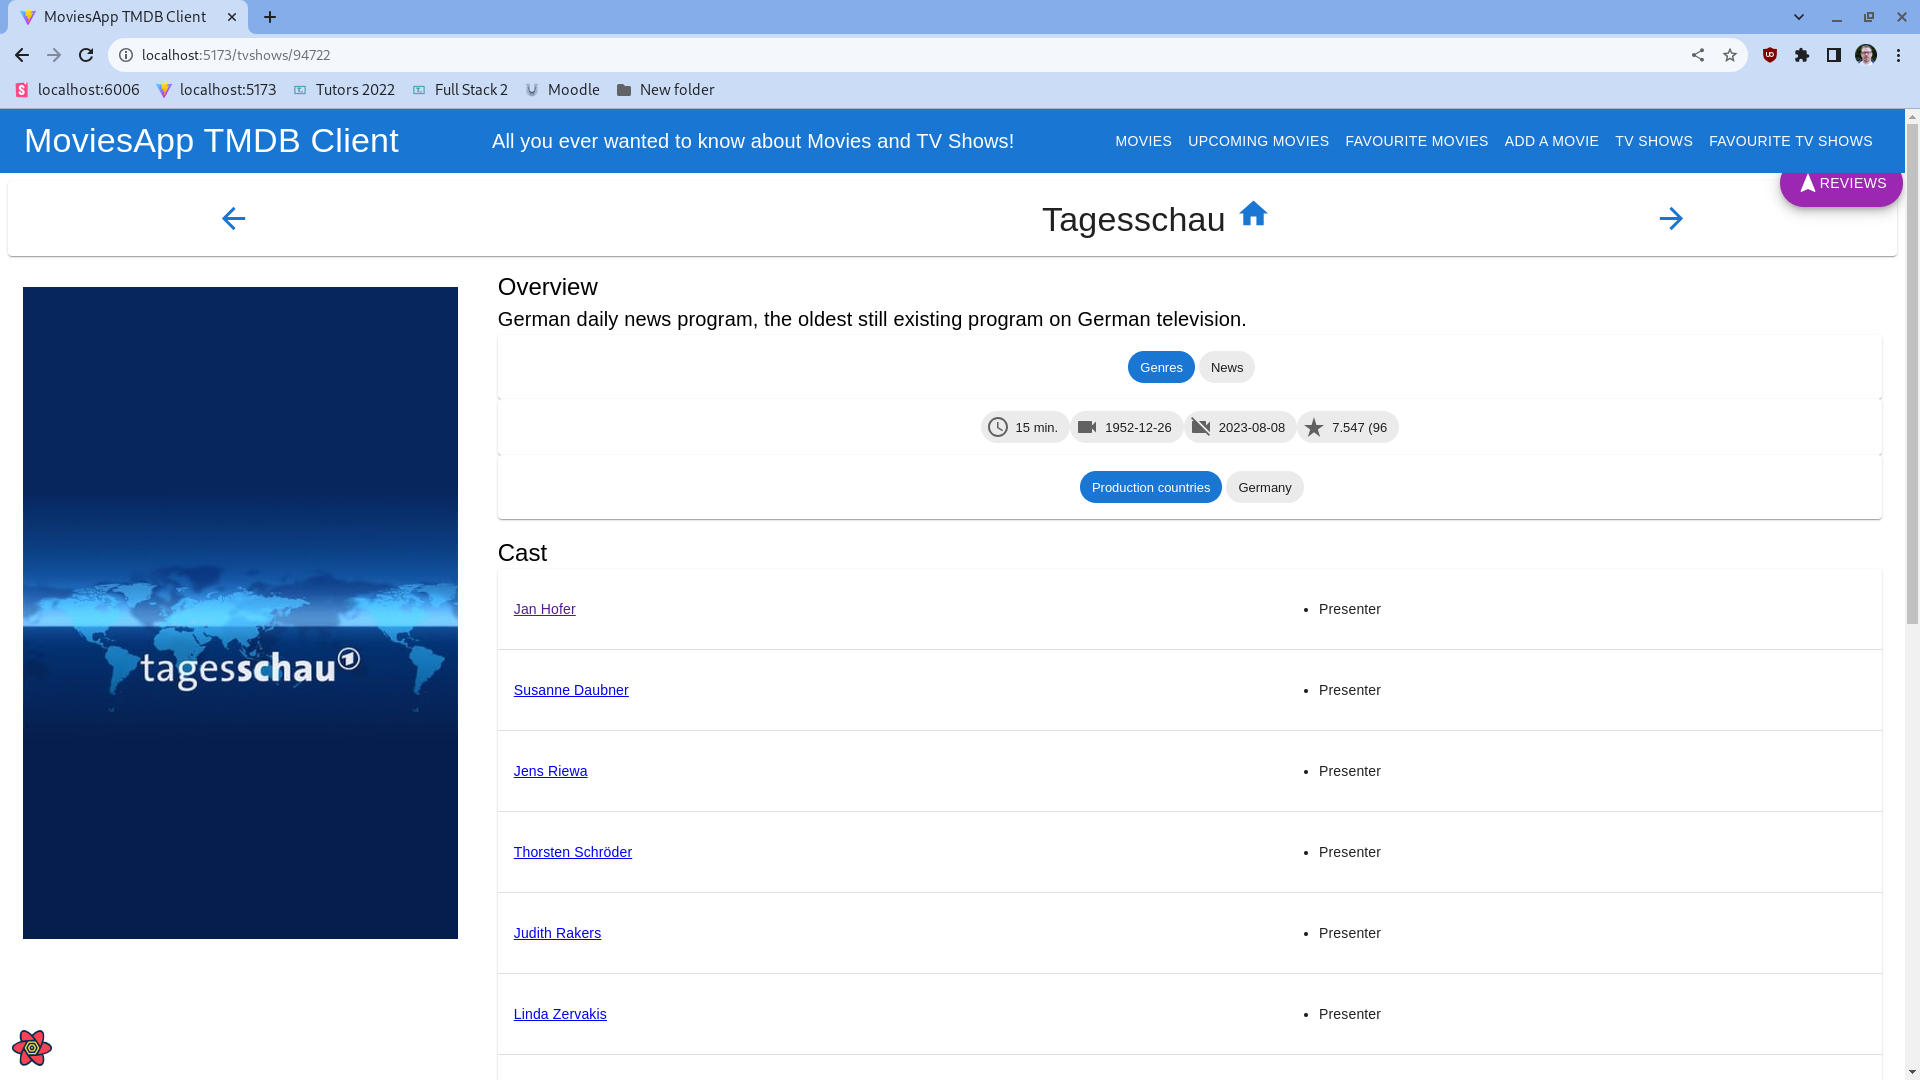 MoviesApp TMDB Client
localhost:5173/tvshows/94722
localhost:6006 localhost:5173 Tutors 2022 Full Stack 2 Moodle New folder
MoviesApp TMDB Client All you ever wanted to know about Movies and TV Shows! MOVIES UPCOMING MOVIES FAVOURITE MOVIES ADD A MOVIE TV SHOWS FAVOURITE TV SHOWS
REVIEWS
Tagesschau
Overview
German daily news program, the oldest still existing program on German television.
Genres News
15 min. 1952-12-26 2023-08-08 7.547 (96
Production countries Germany
tagesschau
Cast
Jan Hofer • Presenter
Susanne Daubner • Presenter
Jens Riewa • Presenter
Thorsten Schröder • Presenter
Judith Rakers • Presenter
Linda Zervakis • Presenter